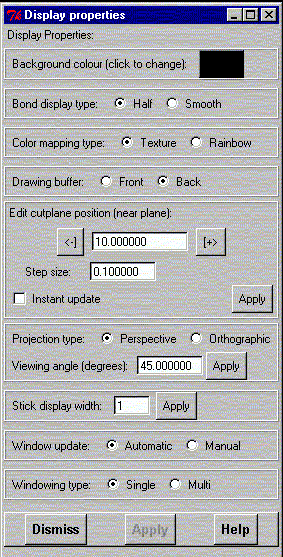 Display properties
Display Properties:
Background colour (click to change):
Bond display type: Half Smooth
Color mapping type: Texture Rainbow
Drawing buffer: Front Back
Edit cutplane position (near plane):
<-] 10.000000 [+>
Step size: 0.100000
Instant update Apply
Projection type: Perspective Orthographic
Viewing angle (degrees): 45.000000 Apply
Stick display width: 1 Apply
Window update: Automatic Manual
Windowing type: Single Multi
Dismiss Apply Help